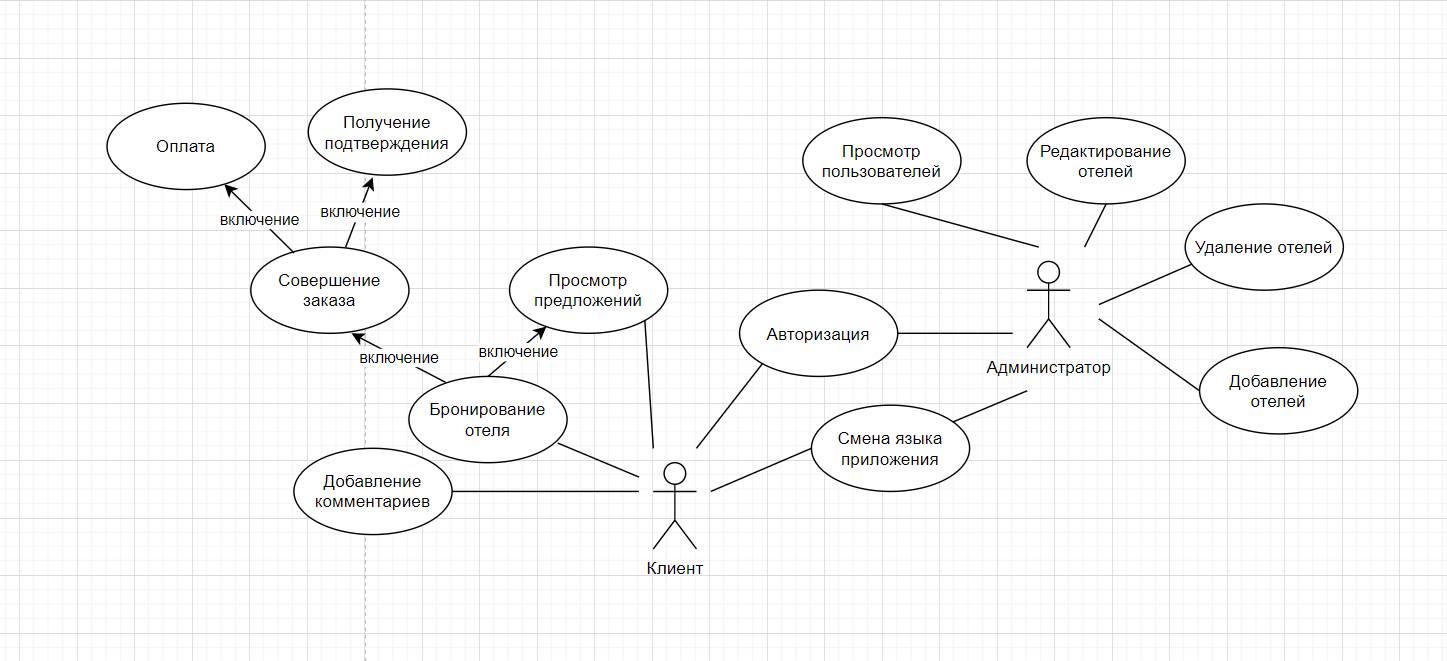 Оплата
Получение
подтверждения
включение
включение
Совершение
заказа
Просмотр
предложений
включение
включение
Бронирование
отеля
Добавление
комментариев
Клиент
Просмотр
пользователей
Редактирование
отелей
Удаление отелей
Авторизация
Администратор
Добавление
отелей
Смена языка
приложения